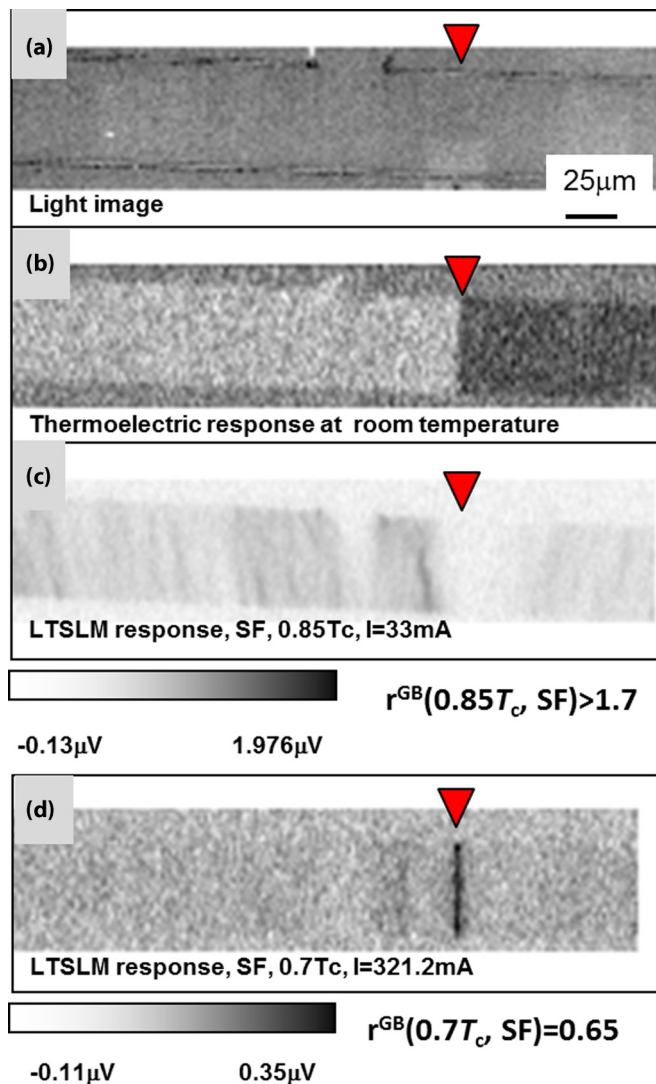 (a)
25μm
Light image
(b)
Thermoelectric response at room temperature
(c)
LTSLM response, SF, 0.85Tc, I=33mA
r^GB(0.85T_c, SF)>1.7
-0.13μV 1.976μV
(d)
LTSLM response, SF, 0.7Tc, I=321.2mA
r^GB(0.7T_c, SF)=0.65
-0.11μV 0.35μV